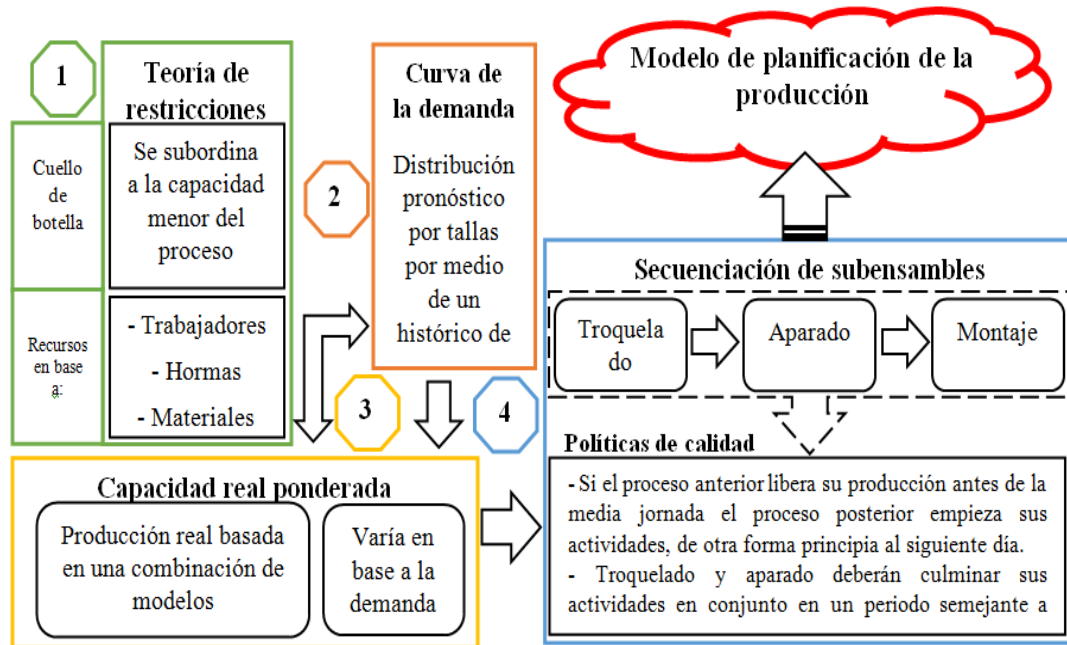 1
Teoría de
restricciones
Cuello
de
botella
Se subordina
a la capacidad
menor del
proceso
Recursos
en base
a:
- Trabajadores
- Hormas
- Materiales
2
Curva de
la demanda
Distribución
pronóstico
por tallas
por medio
de un
histórico de
3
Capacidad real ponderada
Producción real basada
en una combinación de
modelos
Varía en
base a la
demanda
4
Secuenciación de subensambles
Troquela
do
Aparado
Montaje
Políticas de calidad
- Si el proceso anterior libera su producción antes de la
media jornada el proceso posterior empieza sus
actividades, de otra forma principia al siguiente día.
- Troquelado y aparado deberán culminar sus
actividades en conjunto en un periodo semejante a
Modelo de planificación de la
producción